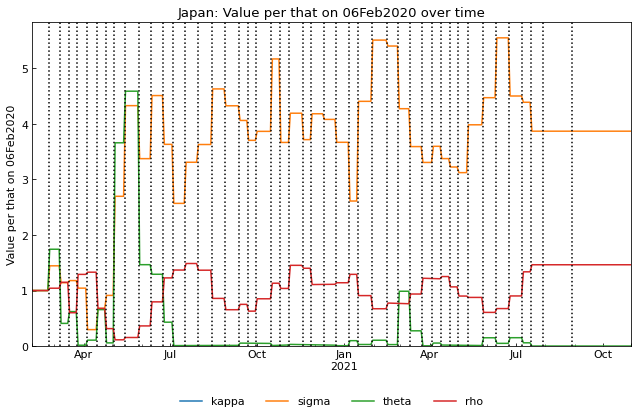 Japan: Value per that on 06Feb2020 over time
Value per that on 06Feb2020
5
4
3
2
1
0
Apr Jul Oct Jan Apr Jul Oct
2021
kappa sigma theta rho